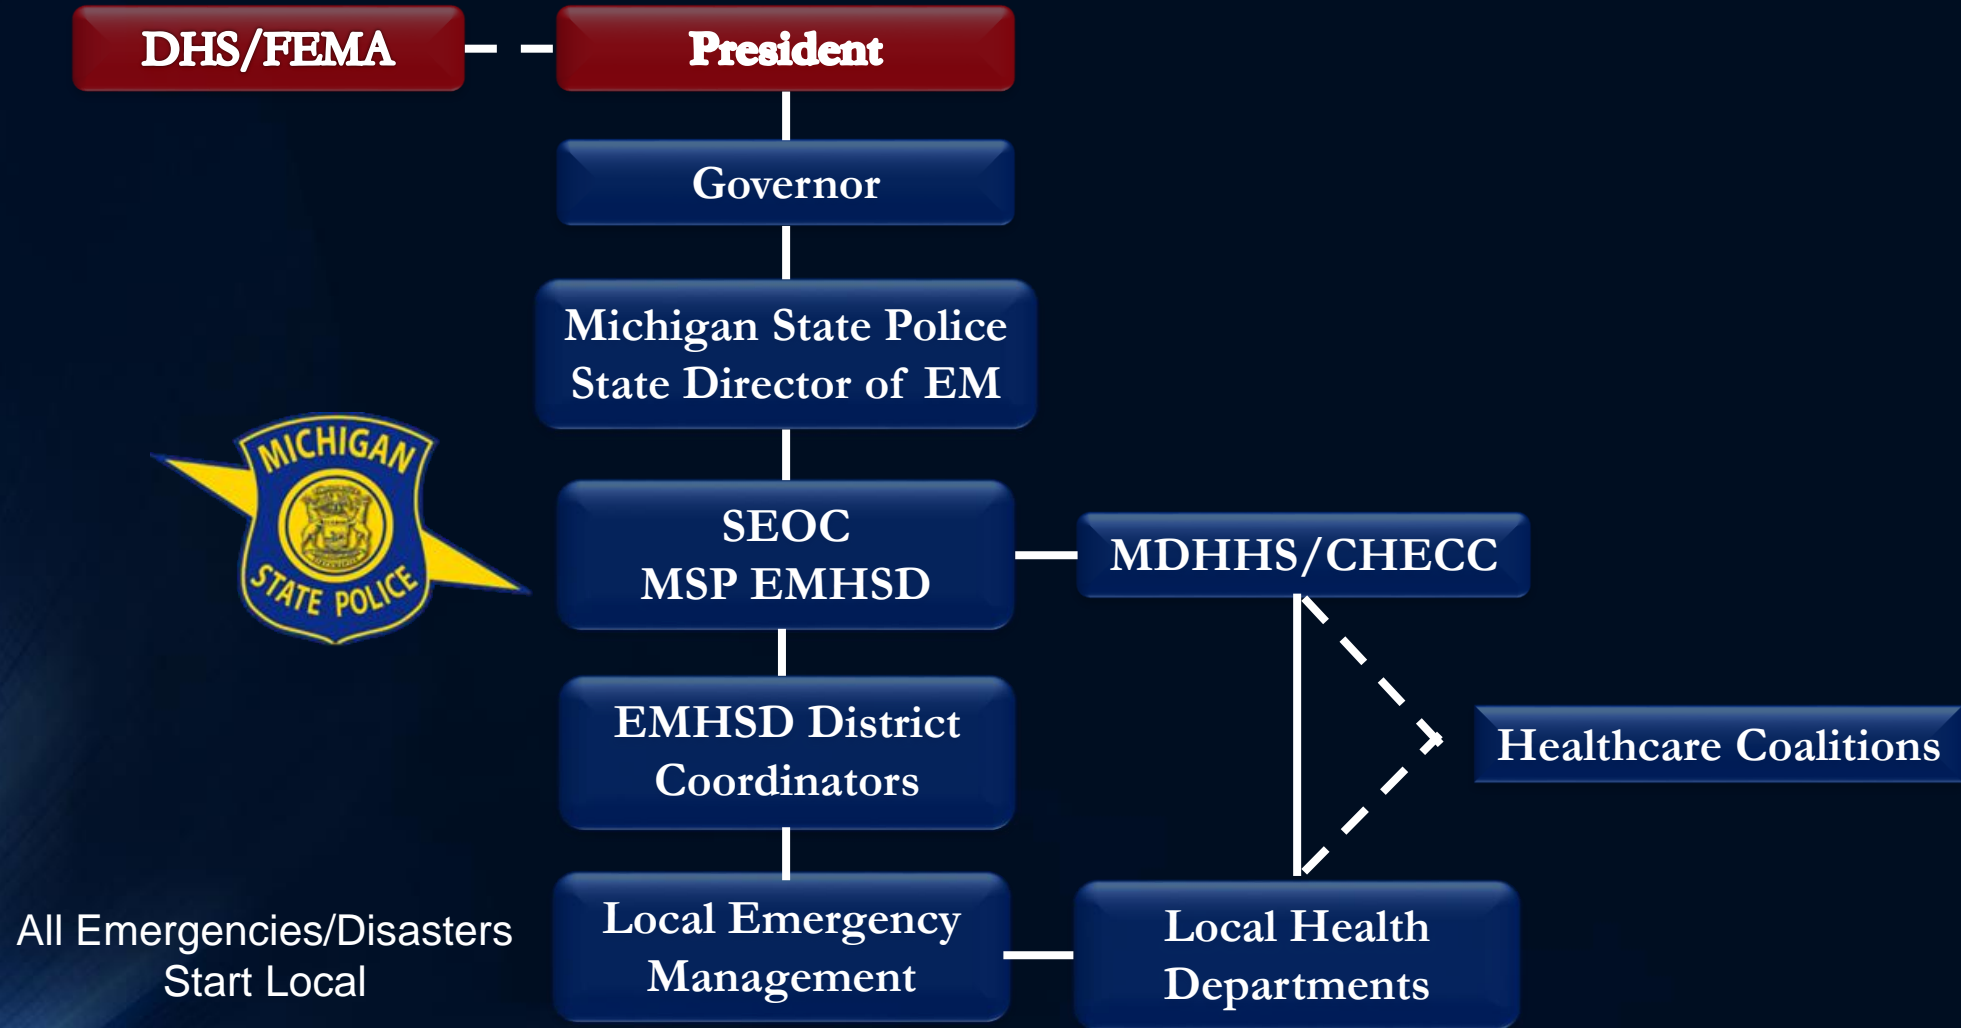 DHS/FEMA
President
Governor
Michigan State Police
State Director of EM
MICHIGAN
STATE POLICE
SEOC
MSP EMHSD
MDHHS/CHECC
EMHSD District
Coordinators
Healthcare Coalitions
All Emergencies/Disasters
Start Local
Local Emergency
Management
Local Health
Departments